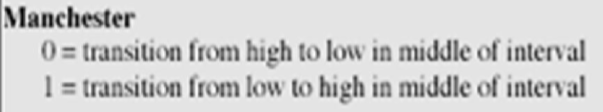 Manchester
0 = transition from high to low in middle of interval
1 = transition from low to high in middle of interval